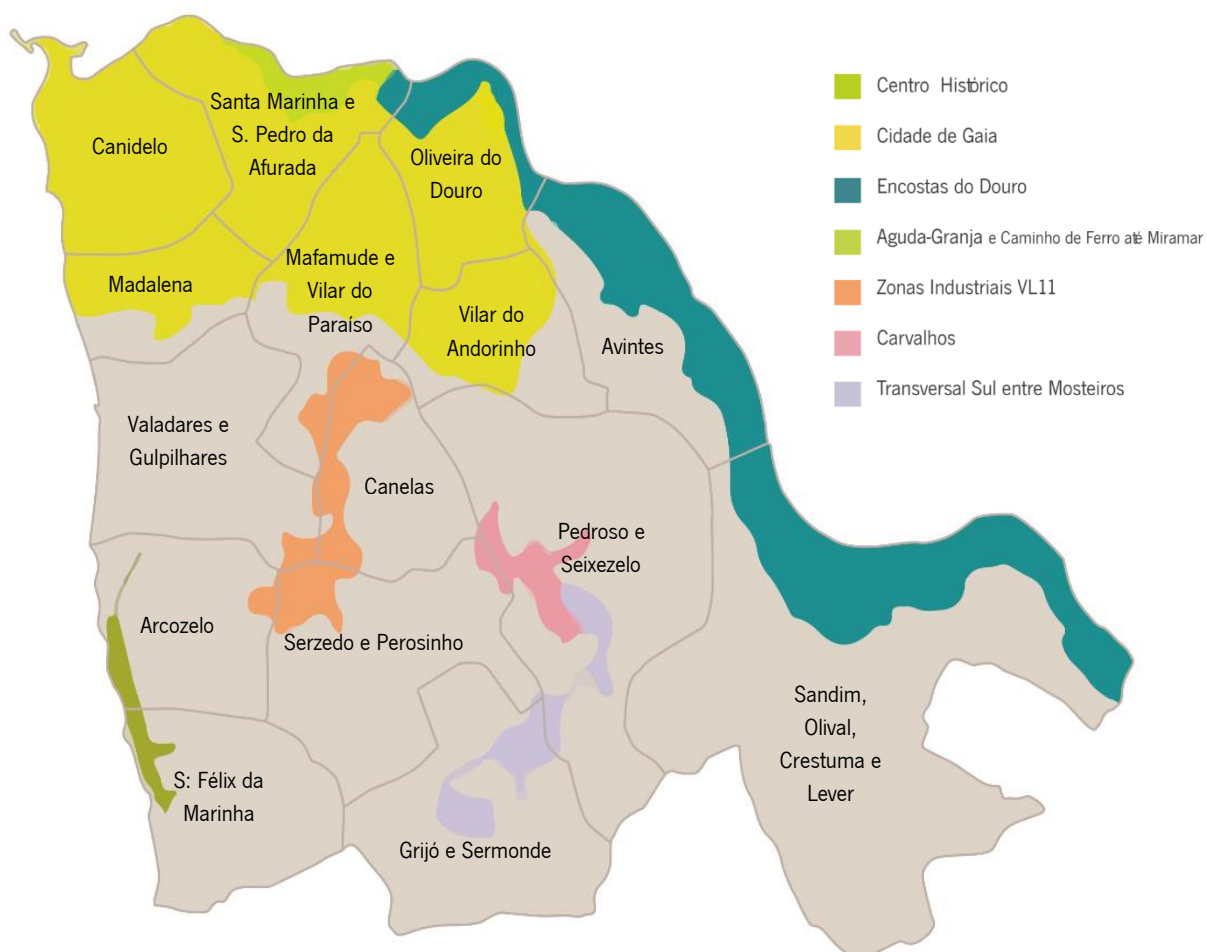 Canidelo
Santa Marinha e
S. Pedro da
Afurada
Oliveira do
Douro
Madalena
Mafamude e
Vilar do
Paraíso
Vilar do
Andorinho
Avintes
Valadares e
Gulpilhares
Canelas
Pedroso e
Seixezelo
Arcozelo
Serzedo e Perosinho
Sandim,
Olival,
Crestuma e
Lever
S: Félix da
Marinha
Grijó e Sermonde
Centro Histórico
Cidade de Gaia
Encostas do Douro
Aguda-Granja e Caminho de Ferro até Miramar
Zonas Industriais VL11
Carvalhos
Transversal Sul entre Mosteiros